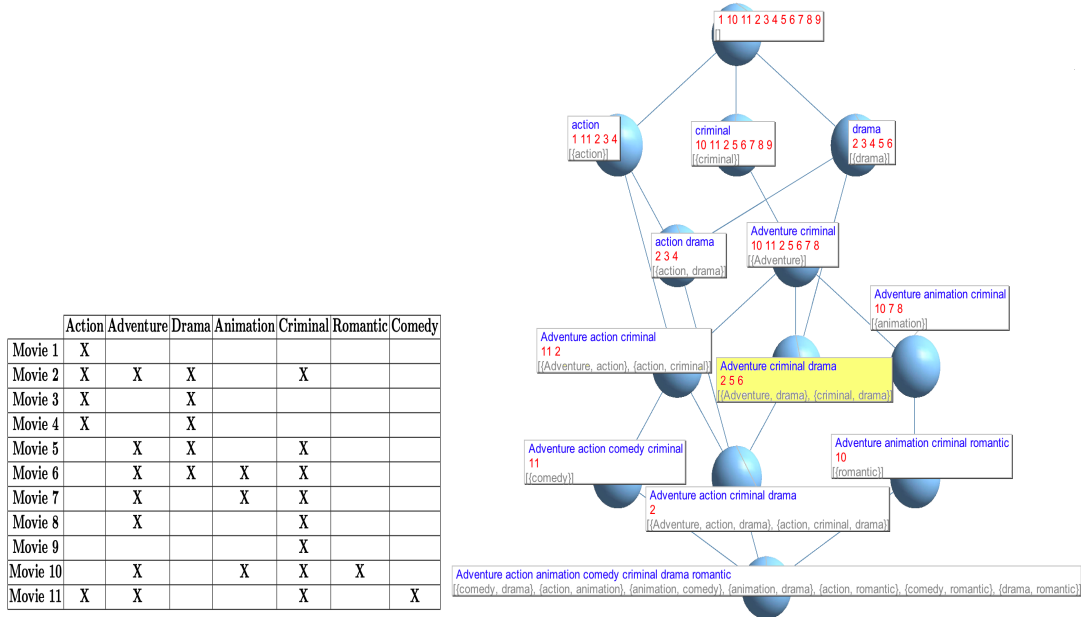 1 10 11 2 3 4 5 6 7 8 9
[]
action
1 11 2 3 4
[{action}]
criminal
10 11 2 5 6 7 8 9
[{criminal}]
drama
2 3 4 5 6
[{drama}]
action drama
2 3 4
[{action, drama}]
Adventure criminal
10 11 2 5 6 7 8
[{Adventure}]
Adventure animation criminal
10 7 8
[{animation}]
Adventure action criminal
11 2
[{Adventure, action}, {action, criminal}]
Adventure criminal drama
2 5 6
[{Adventure, drama}, {criminal, drama}]
Adventure action comedy criminal
11
[{comedy}]
Adventure animation criminal romantic
10
[{romantic}]
Adventure action criminal drama
2
[{Adventure, action, drama}, {action, criminal, drama}]
Adventure action animation comedy criminal drama romantic
[{comedy, drama}, {action, animation}, {animation, comedy}, {animation, drama}, {action, romantic}, {comedy, romantic}, {drama, romantic}]
Action Adventure Drama Animation Criminal Romantic Comedy
Movie 1 X
Movie 2 X X X X
Movie 3 X X
Movie 4 X X
Movie 5 X X X
Movie 6 X X X X
Movie 7 X X X
Movie 8 X X
Movie 9 X
Movie 10 X X X X
Movie 11 X X X X